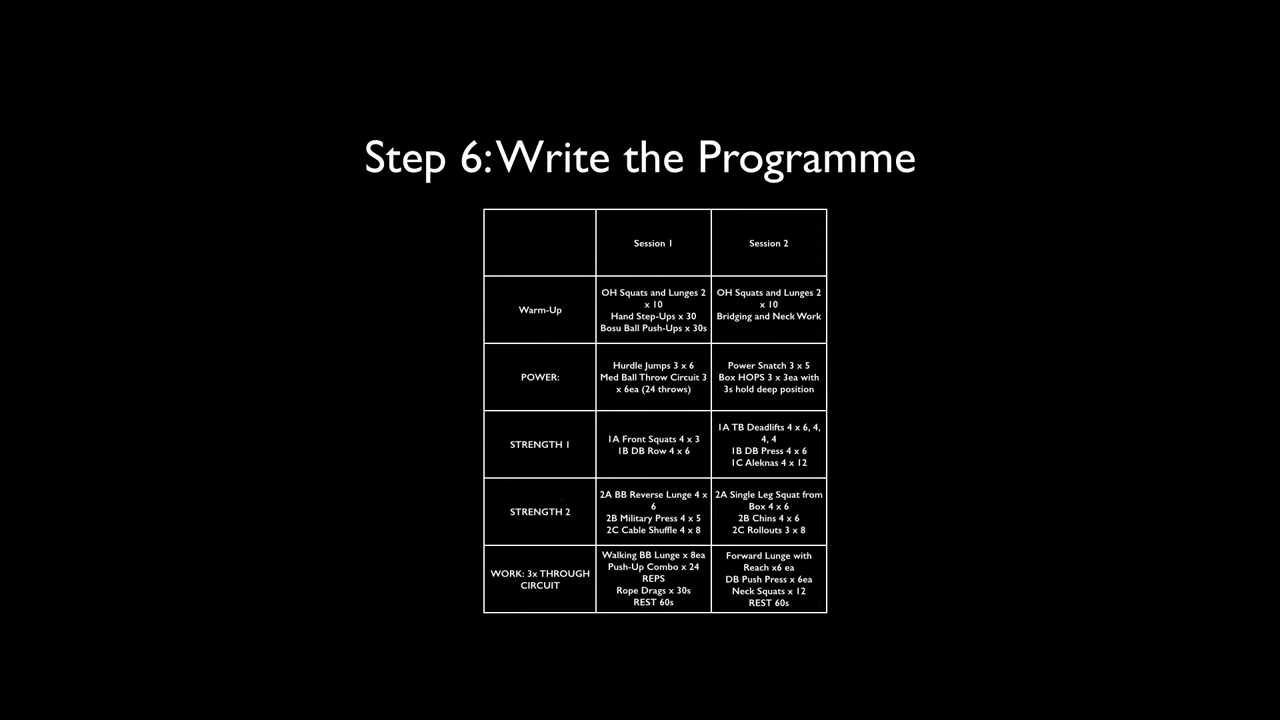 Step 6: Write the Programme
Session 1
Session 2
Warm-Up
OH Squats and Lunges 2
x 10
Hand Step-Ups x 30
Bosu Ball Push-Ups x 30s
OH Squats and Lunges 2
x 10
Bridging and Neck Work
POWER:
Hurdle Jumps 3 x 6
Med Ball Throw Circuit 3
x 6ea (24 throws)
Power Snatch 3 x 5
Box HOPS 3 x 3ea with
3s hold deep position
STRENGTH 1
1A Front Squats 4 x 3
1B DB Row 4 x 6
1A TB Deadlifts 4 x 6, 4,
4, 4
1B DB Press 4 x 6
1C Aleknas 4 x 12
STRENGTH 2
2A BB Reverse Lunge 4 x
6
2B Military Press 4 x 5
2C Cable Shuffle 4 x 8
2A Single Leg Squat from
Box 4 x 6
2B Chins 4 x 6
2C Rollouts 3 x 8
WORK: 3x THROUGH
CIRCUIT
Walking BB Lunge x 8ea
Push-Up Combo x 24
REPS
Rope Drags x 30s
REST 60s
Forward Lunge with
Reach x6 ea
DB Push Press x 6ea
Neck Squats x 12
REST 60s